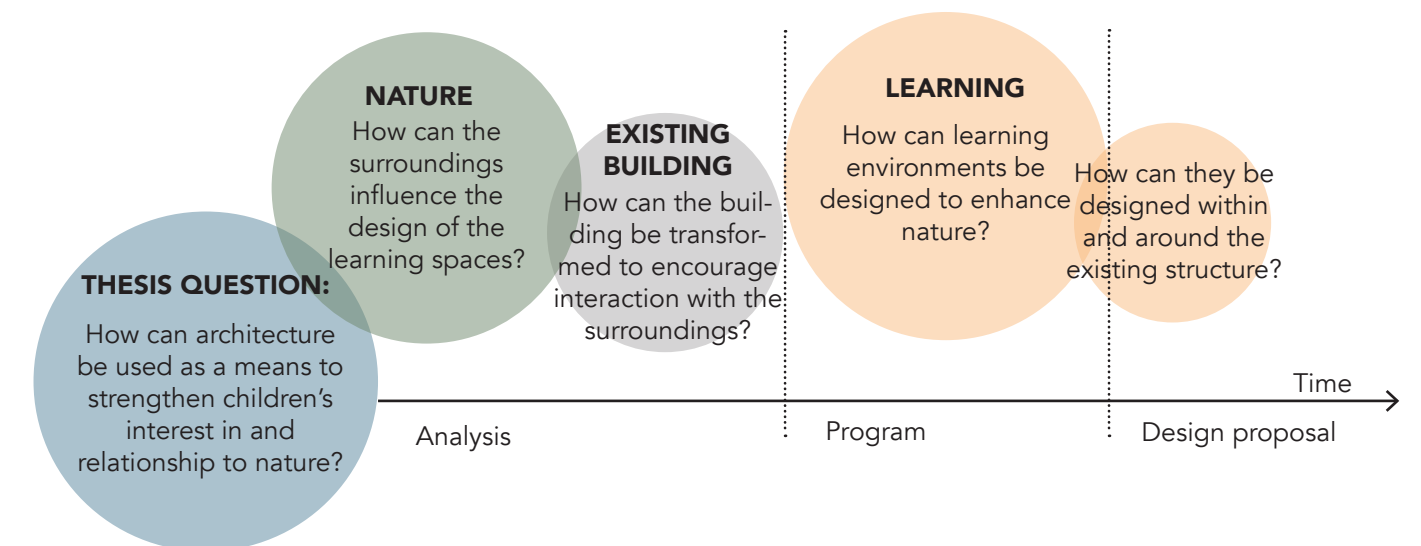 THESIS QUESTION:
How can architecture
be used as a means to
strengthen children’s
interest in and
relationship to nature?
NATURE
How can the
surroundings
influence the
design of the
learning spaces?
EXISTING
BUILDING
How can the buil-
ding be transfor-
med to encourage
interaction with the
surroundings?
LEARNING
How can learning
environments be
designed to enhance
nature?
How can they be
designed within
and around the
existing structure?
Time
Analysis
Program
Design proposal